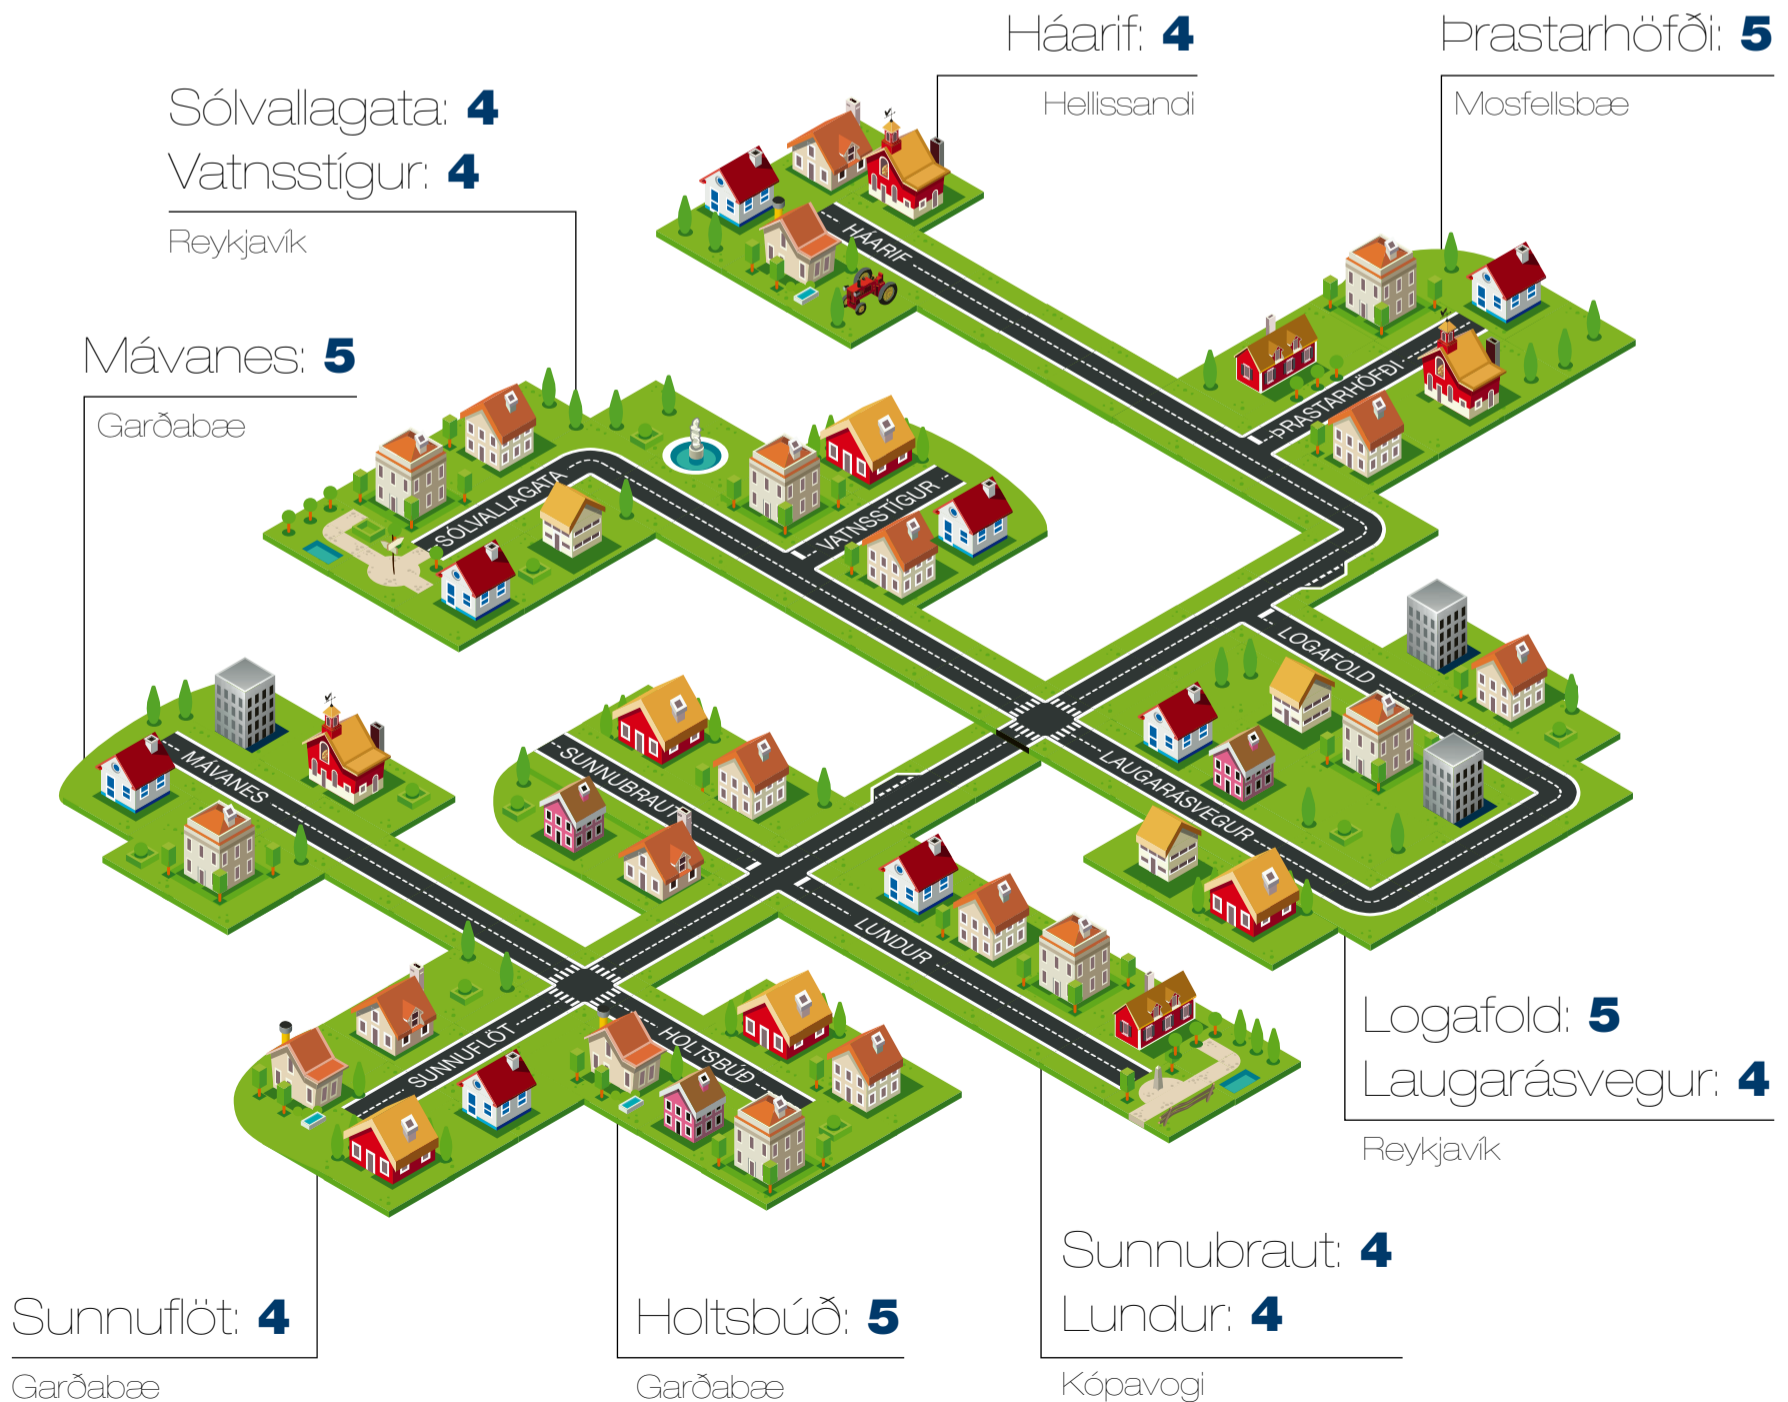 Háarif: 4
Hellissandi
Þrastarhöfði: 5
Mosfellsbæ
Sólvallagata: 4
Vatnsstígur: 4
Reykjavík
Mávanes: 5
Garðabæ
HÁARIF
ÞRASTARHÖFÐI
SÓLVALLAGATA
VATNSSTÍGUR
LOGAFOLD
MÁVANES
SUNNUBRAUT
LAUGARÁSVEGUR
LUNDUR
SUNNUFLÖT
HOLTSBÚÐ
Logafold: 5
Laugarásvegur: 4
Reykjavík
Sunnubraut: 4
Lundur: 4
Kópavogi
Sunnuflöt: 4
Garðabæ
Holtsbúð: 5
Garðabæ